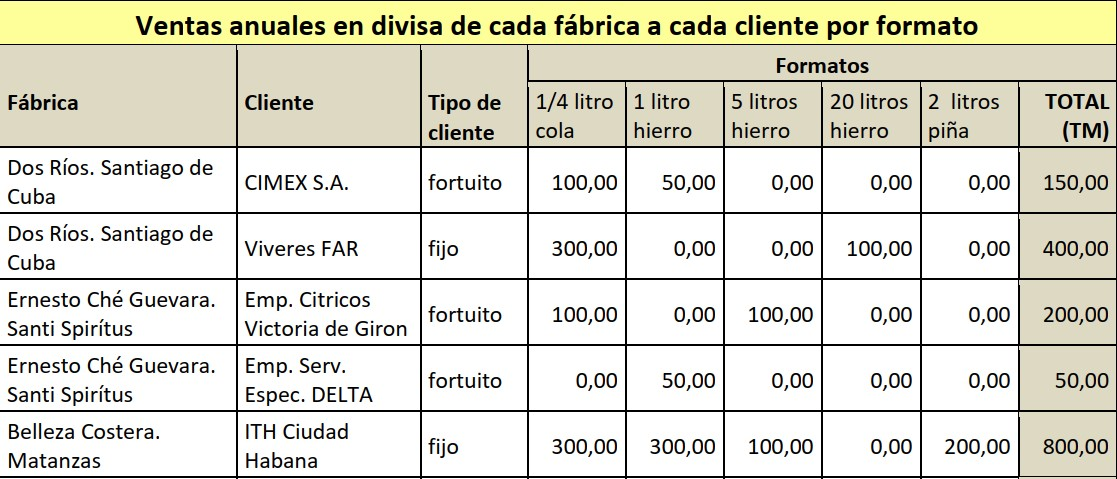 Ventas anuales en divisa de cada fábrica a cada cliente por formato
Fábrica Cliente Tipo de cliente Formatos
1/4 litro cola 1 litro hierro 5 litros hierro 20 litros hierro 2 litros piña TOTAL (TM)
Dos Ríos. Santiago de Cuba CIMEX S.A. fortuito 100,00 50,00 0,00 0,00 0,00 150,00
Dos Ríos. Santiago de Cuba Viveres FAR fijo 300,00 0,00 0,00 100,00 0,00 400,00
Ernesto Ché Guevara. Santi Spirítus Emp. Citricos Victoria de Giron fortuito 100,00 0,00 100,00 0,00 0,00 200,00
Ernesto Ché Guevara. Santi Spirítus Emp. Serv. Espec. DELTA fortuito 0,00 50,00 0,00 0,00 0,00 50,00
Belleza Costera. Matanzas ITH Ciudad Habana fijo 300,00 300,00 100,00 0,00 200,00 800,00